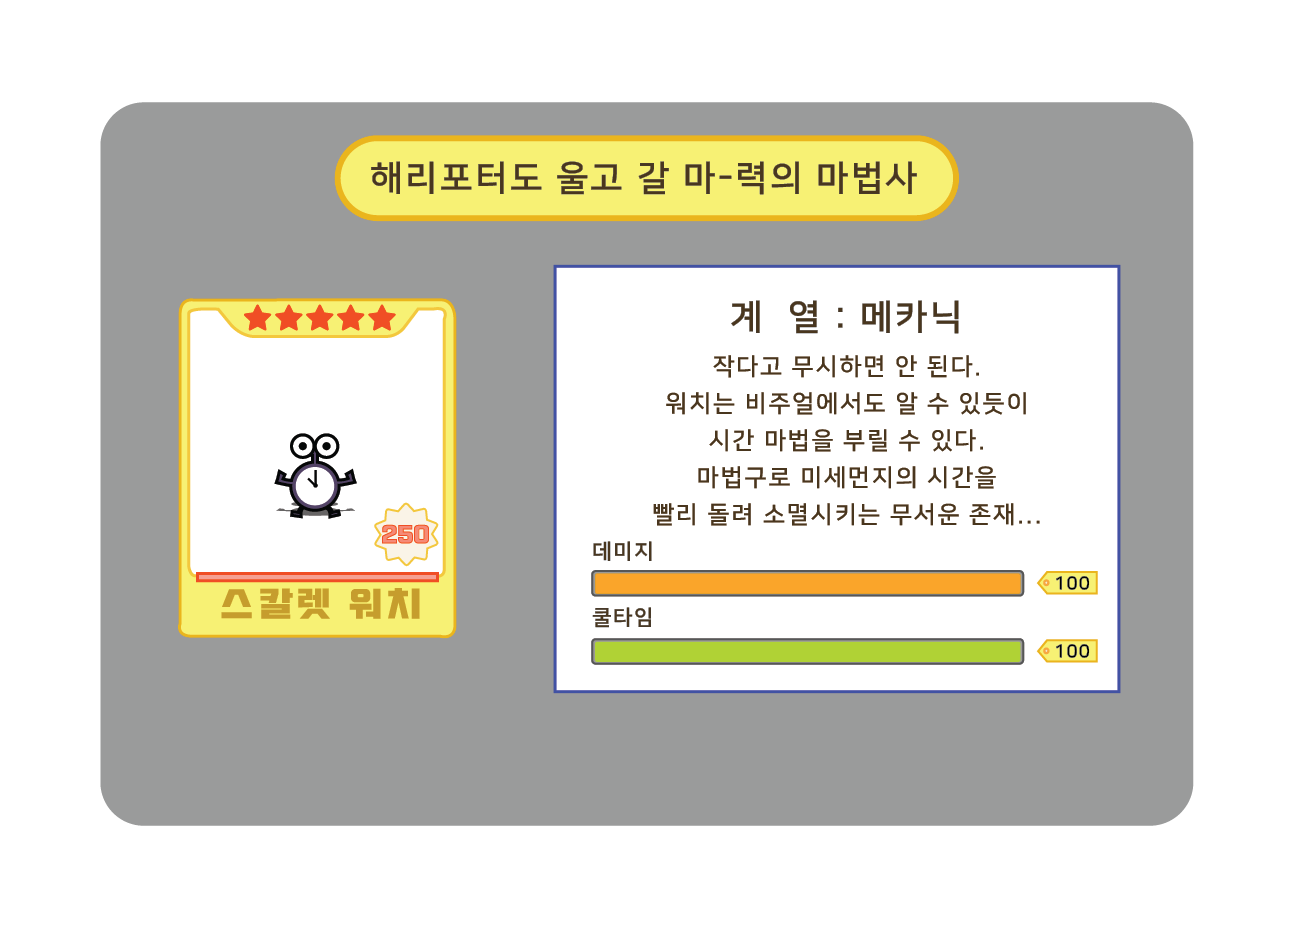 해리포터도 울고 갈 마-력의 마법사
250
스칼렛 워치
계 열 : 메카닉
작다고 무시하면 안 된다.
워치는 비주얼에서도 알 수 있듯이
시간 마법을 부릴 수 있다.
마법구로 미세먼지의 시간을
빨리 돌려 소멸시키는 무서운 존재...
데미지
100
쿨타임
100